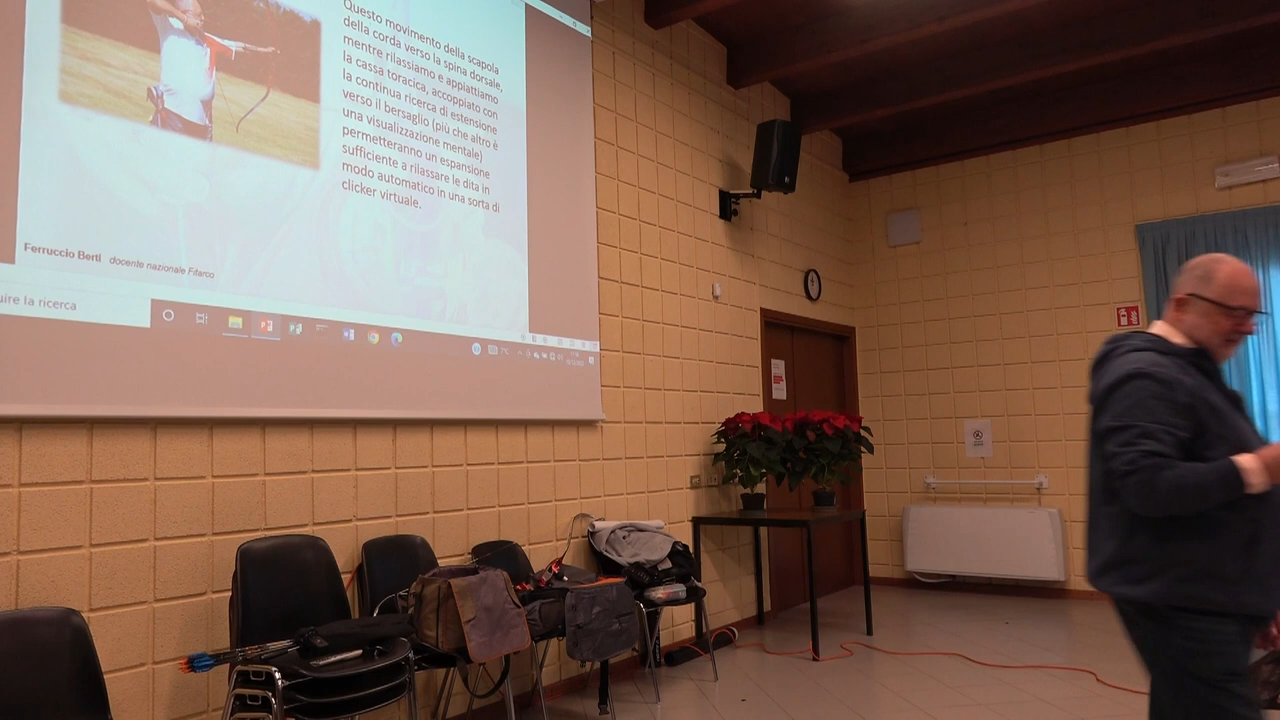 Questo movimento della scapola
della corda verso la spina dorsale,
mentre rilassiamo e appiattiamo
la cassa toracica, accoppiato con
la continua ricerca di estensione
verso il bersaglio (più che altro è
una visualizzazione mentale)
permetteranno un espansione
sufficiente a rilassare le dita in
modo automatico in una sorta di
clicker virtuale.
Ferruccio Berti docente nazionale Fitarco
uire la ricerca
7°C